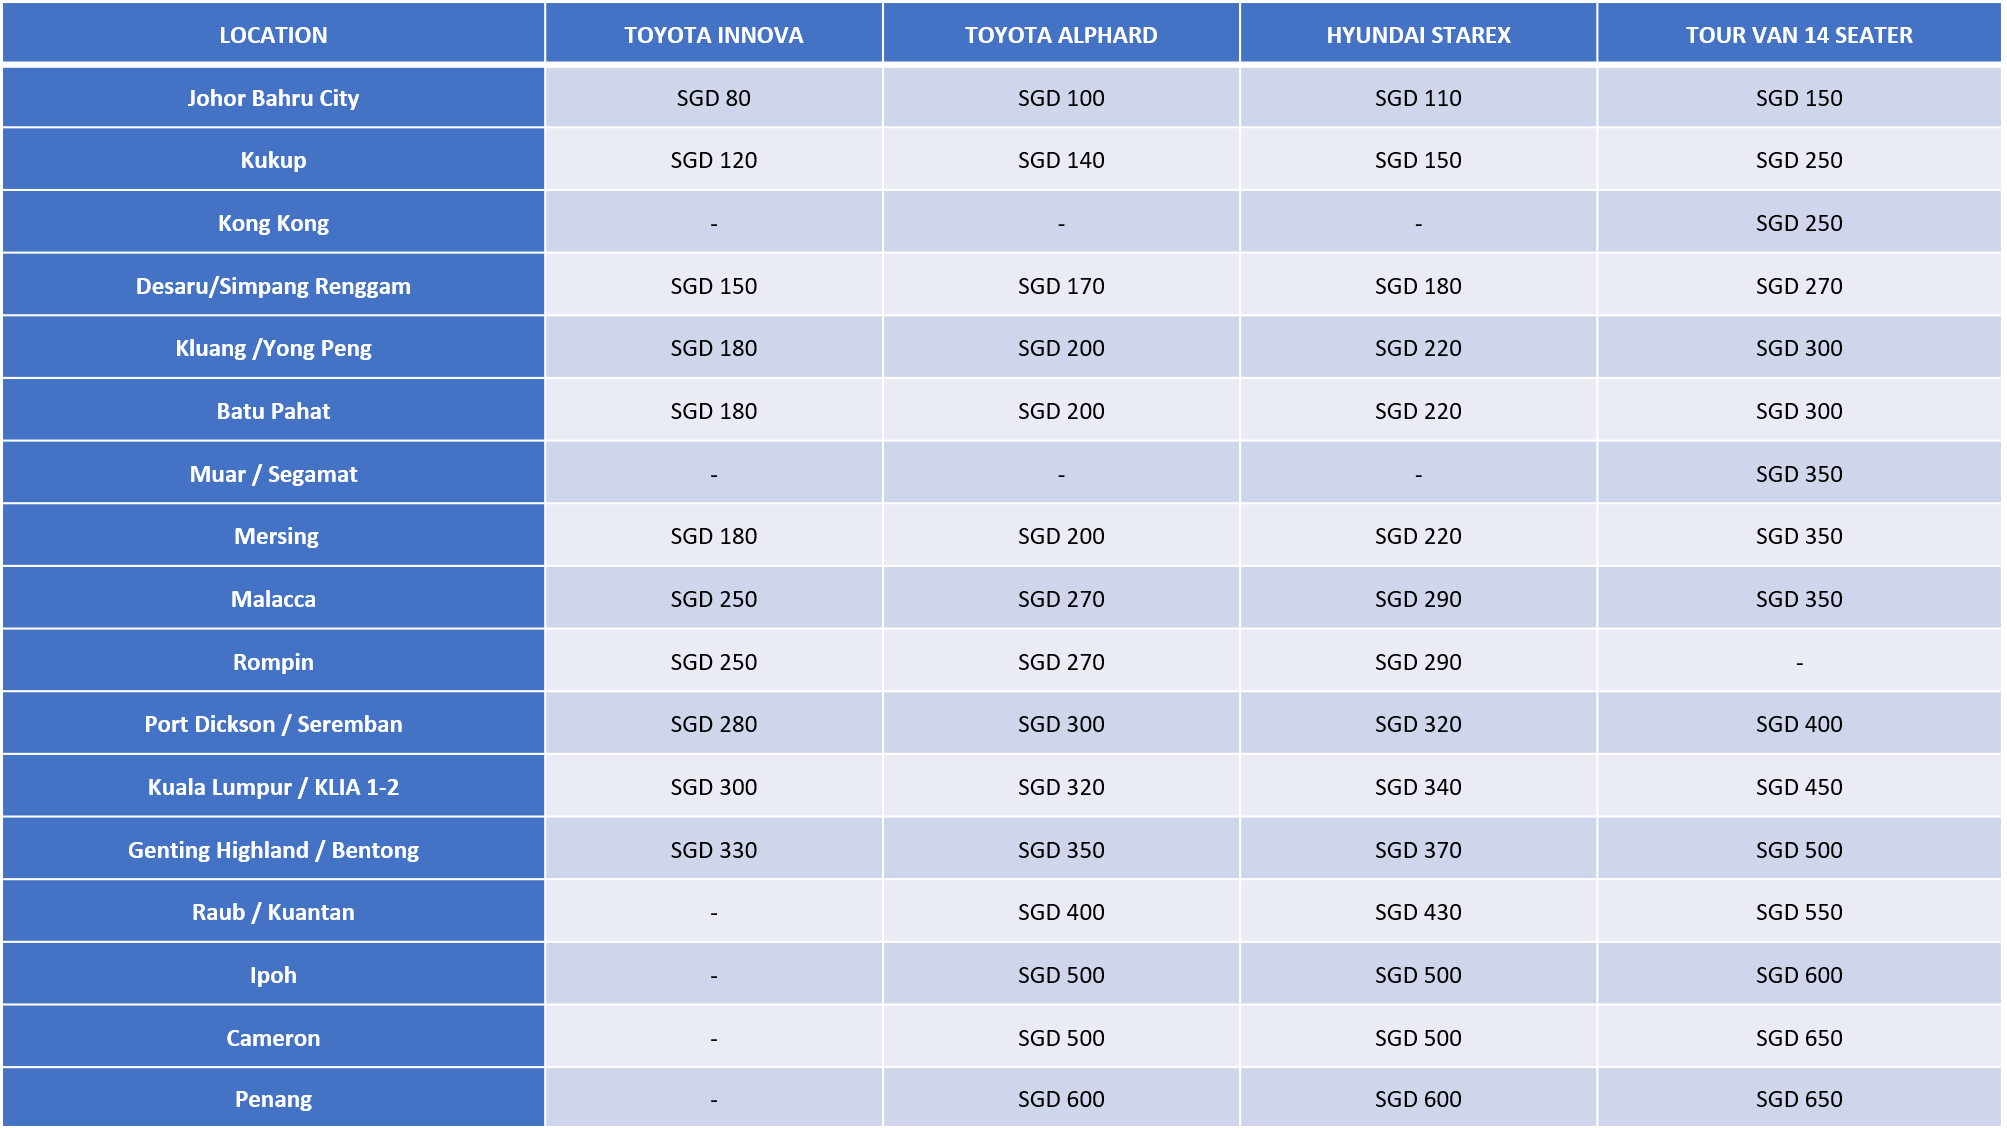 LOCATION TOYOTA INNOVA TOYOTA ALPHARD HYUNDAI STAREX TOUR VAN 14 SEATER
Johor Bahru City SGD 80 SGD 100 SGD 110 SGD 150
Kukup SGD 120 SGD 140 SGD 150 SGD 250
Kong Kong - - - SGD 250
Desaru/Simpang Renggam SGD 150 SGD 170 SGD 180 SGD 270
Kluang /Yong Peng SGD 180 SGD 200 SGD 220 SGD 300
Batu Pahat SGD 180 SGD 200 SGD 220 SGD 300
Muar / Segamat - - - SGD 350
Mersing SGD 180 SGD 200 SGD 220 SGD 350
Malacca SGD 250 SGD 270 SGD 290 SGD 350
Rompin SGD 250 SGD 270 SGD 290 -
Port Dickson / Seremban SGD 280 SGD 300 SGD 320 SGD 400
Kuala Lumpur / KLIA 1-2 SGD 300 SGD 320 SGD 340 SGD 450
Genting Highland / Bentong SGD 330 SGD 350 SGD 370 SGD 500
Raub / Kuantan - SGD 400 SGD 430 SGD 550
Ipoh - SGD 500 SGD 500 SGD 600
Cameron - SGD 500 SGD 500 SGD 650
Penang - SGD 600 SGD 600 SGD 650